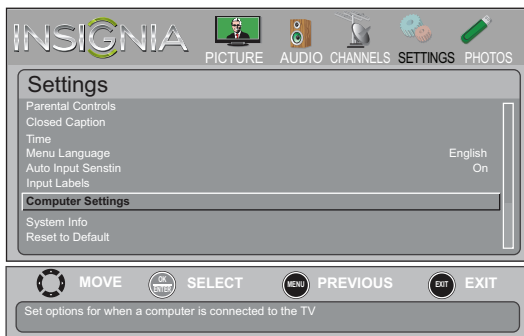 INSIGNIA
PICTURE AUDIO CHANNELS SETTINGS PHOTOS
Settings
Parental Controls
Closed Caption
Time
Menu Language English
Auto Input Senstin On
Input Labels
Computer Settings
System Info
Reset to Default
MOVE OK ENTER SELECT MENU PREVIOUS EXIT EXIT
Set options for when a computer is connected to the TV